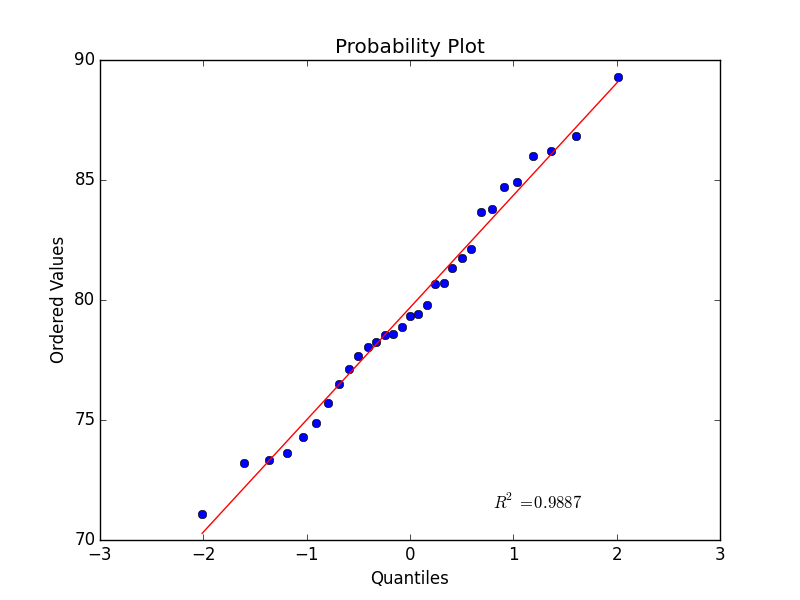 Probability Plot
90
85
80
75
70
Ordered Values
R² =0.9887
−3 −2 −1 0 1 2 3
Quantiles